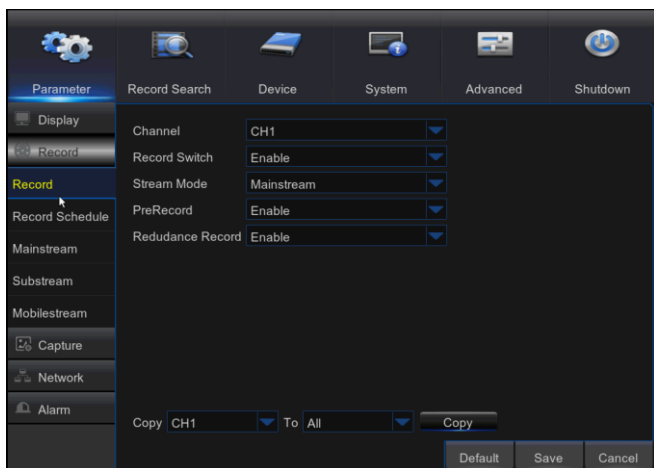 Parameter Record Search Device System Advanced Shutdown
Display
Record
Record
Record Schedule
Mainstream
Substream
Mobilestream
Capture
Network
Alarm
Channel CH1
Record Switch Enable
Stream Mode Mainstream
PreRecord Enable
Redudance Record Enable
Copy CH1 To All Copy
Default Save Cancel